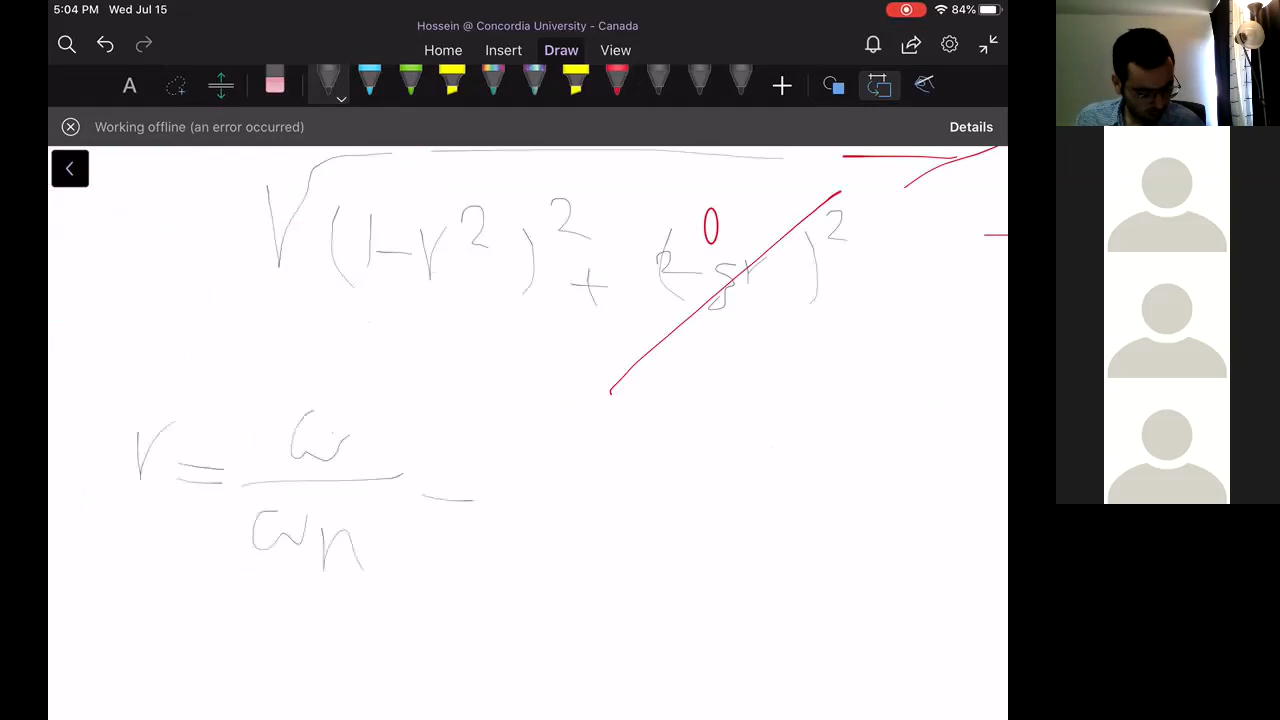 5:04 PM Wed Jul 15
84%
Hossein @ Concordia University - Canada
Home Insert Draw View
A
Working offline (an error occurred)
Details
√(1-r²)² + (2ξr)²
0
r = ω/ωn =